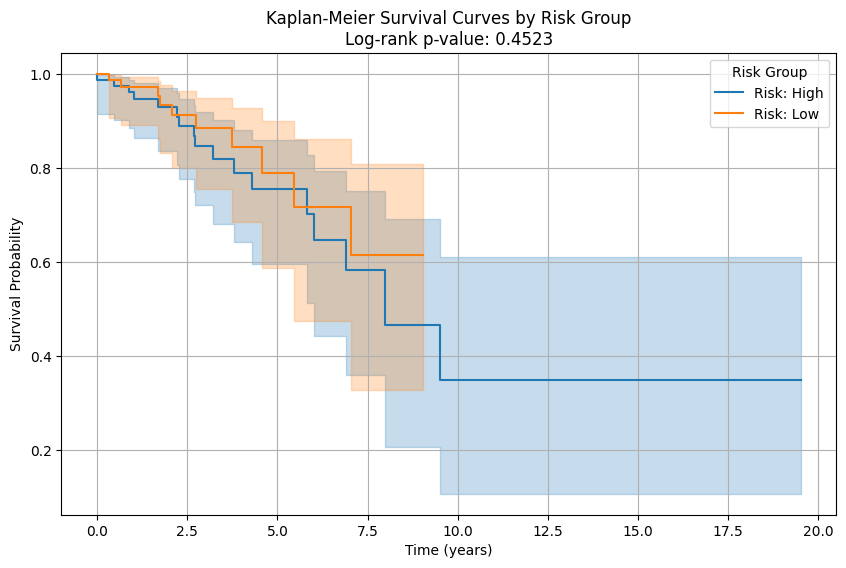 Kaplan-Meier Survival Curves by Risk Group
Log-rank p-value: 0.4523
Risk Group
Risk: High
Risk: Low
1.0
0.8
0.6
0.4
0.2
Survival Probability
0.0
2.5
5.0
7.5
10.0
12.5
15.0
17.5
20.0
Time (years)